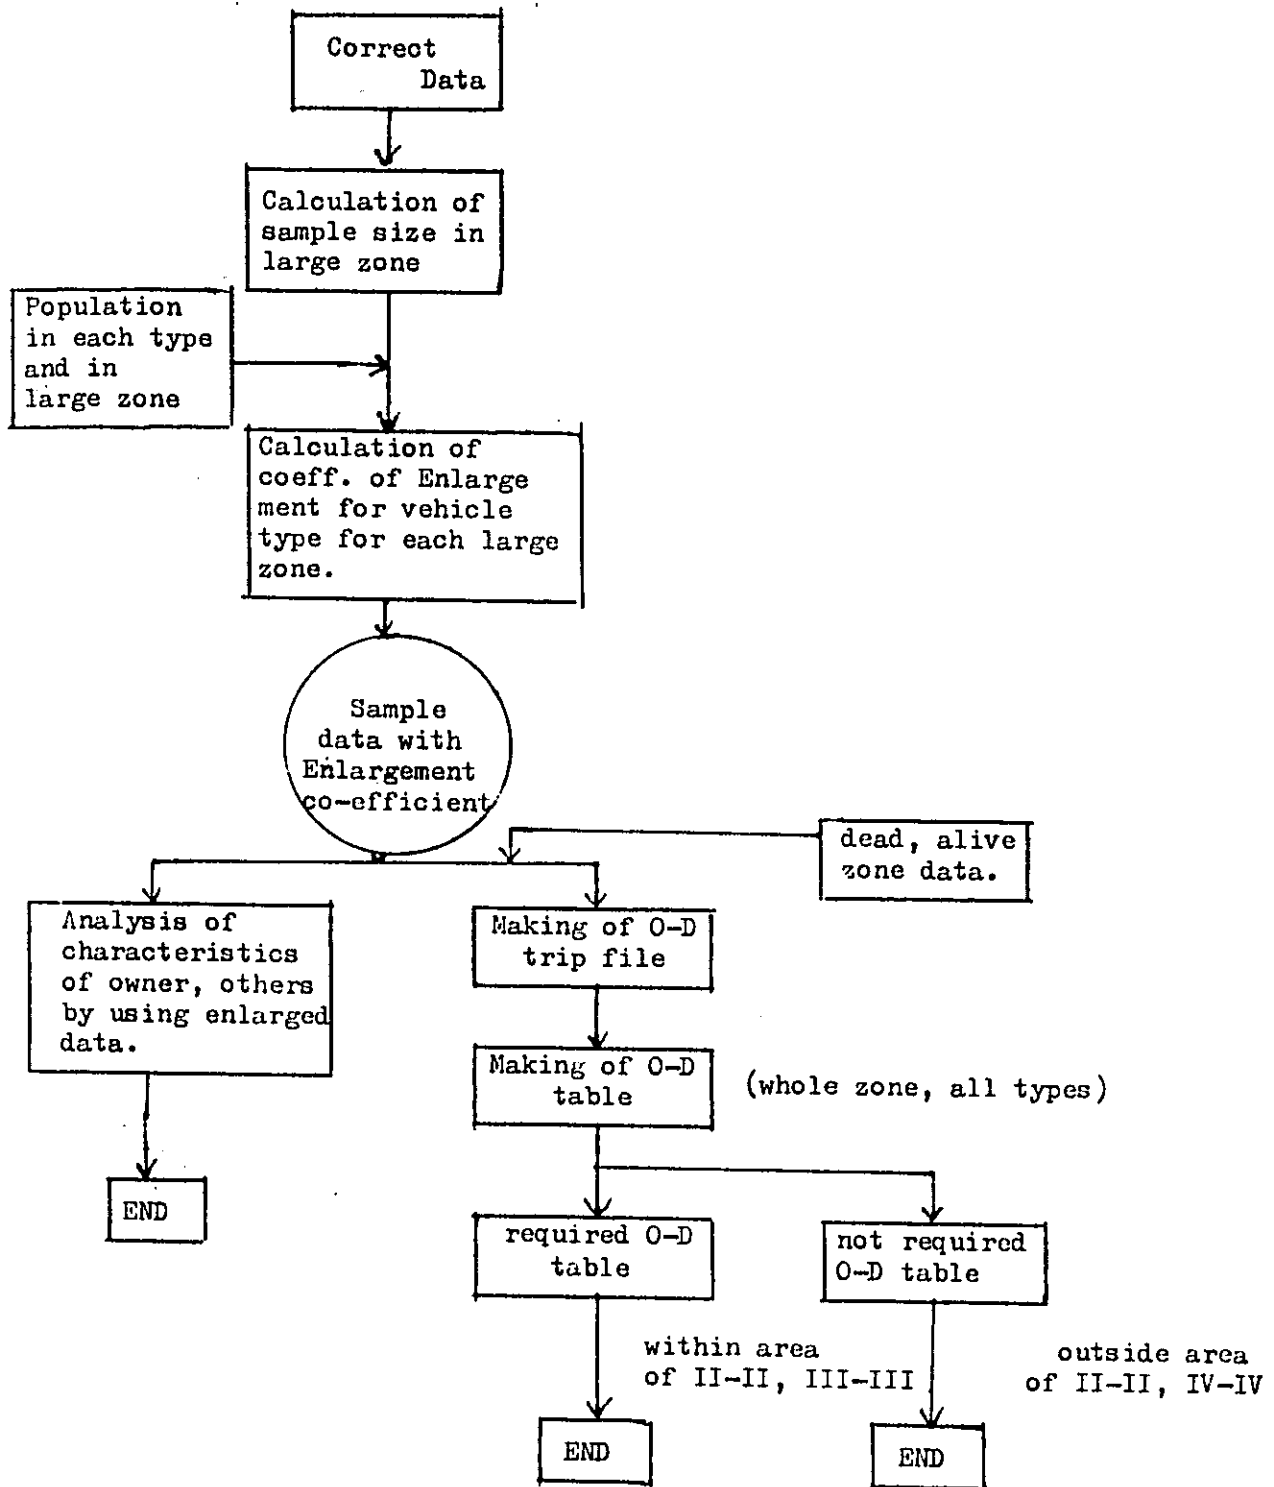 Correct
Data
Calculation of
sample size in
large zone
Population
in each type
and in
large zone
Calculation of
coeff. of Enlarge
ment for vehicle
type for each large
zone.
Sample
data with
Enlargement
co-efficient
dead, alive
zone data.
Analysis of
characteristics
of owner, others
by using enlarged
data.
Making of O-D
trip file
Making of O-D
table
(whole zone, all types)
END
required O-D
table
not required
O-D table
within area
of II-II, III-III
outside area
of II-II, IV-IV
END
END